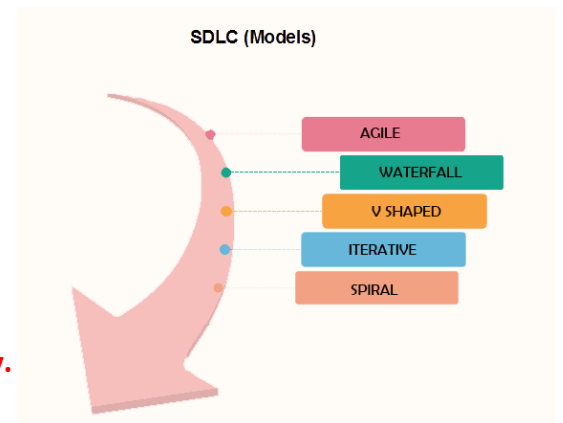 SDLC (Models)
AGILE
WATERFALL
V SHAPED
ITERATIVE
SPIRAL